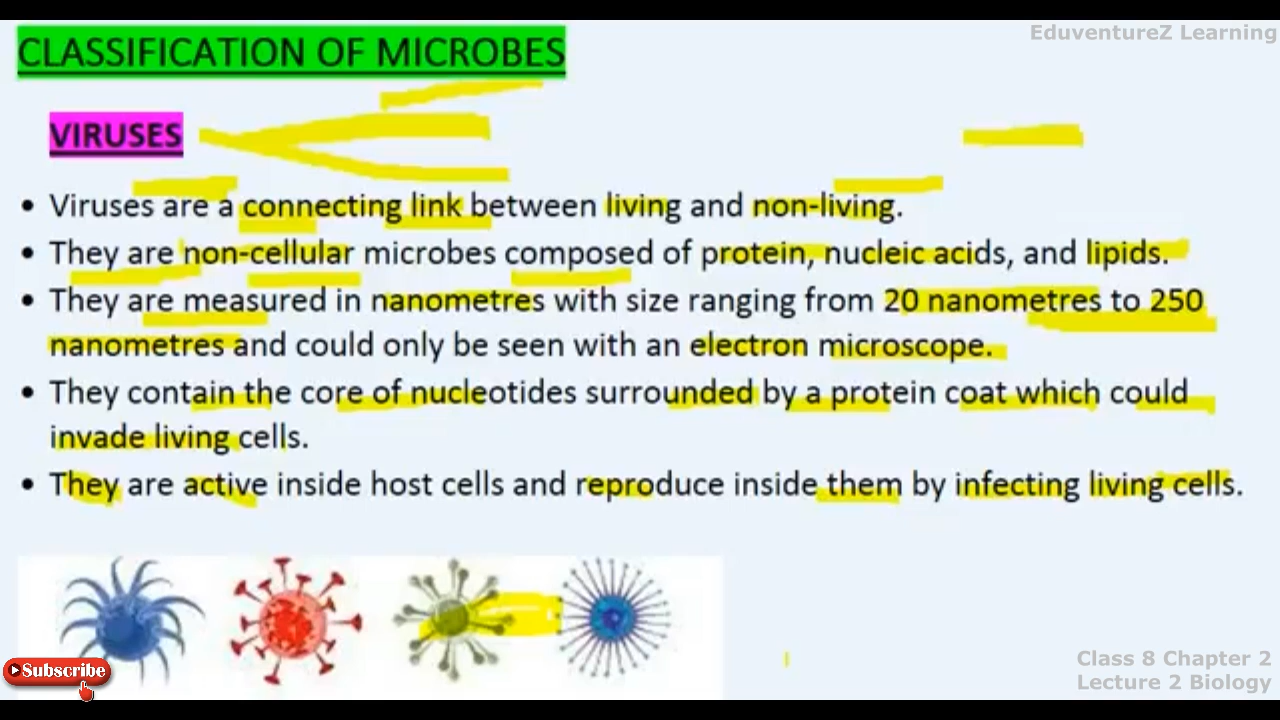 EduventureZ Learning
CLASSIFICATION OF MICROBES
VIRUSES
• Viruses are a connecting link between living and non-living.
• They are non-cellular microbes composed of protein, nucleic acids, and lipids.
• They are measured in nanometres with size ranging from 20 nanometres to 250
nanometres and could only be seen with an electron microscope.
• They contain the core of nucleotides surrounded by a protein coat which could
invade living cells.
• They are active inside host cells and reproduce inside them by infecting living cells.
Subscribe
Class 8 Chapter 2
Lecture 2 Biology